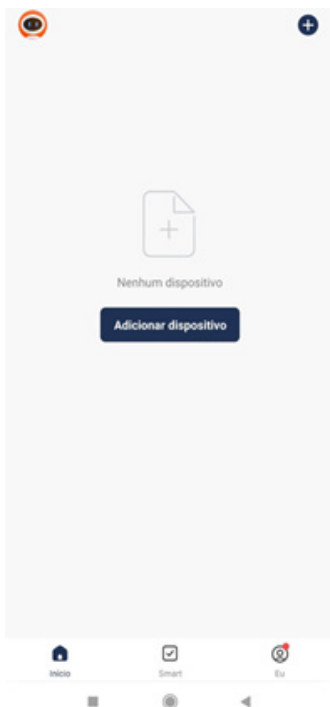 Nenhum dispositivo
Adicionar dispositivo
Início
Smart
Eu